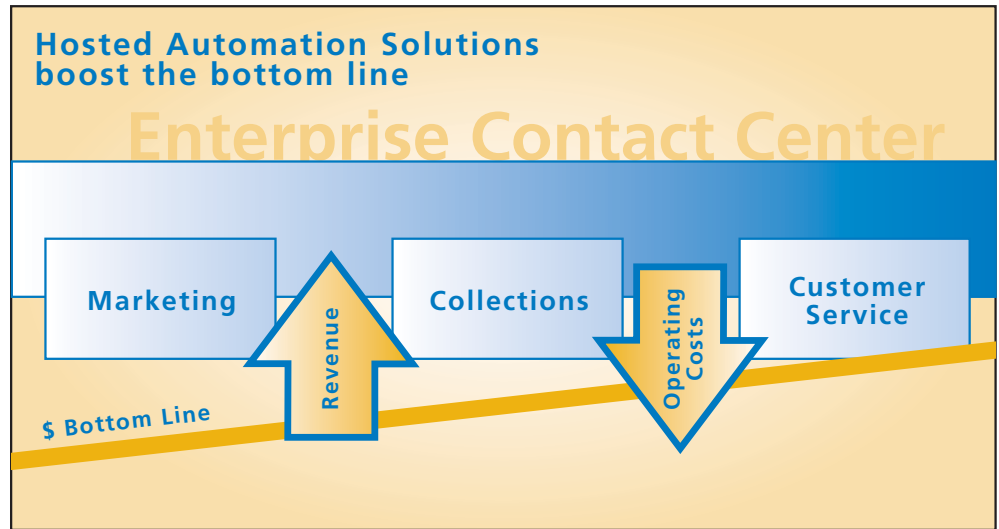 Hosted Automation Solutions
boost the bottom line
Enterprise Contact Center
Marketing
Revenue
Collections
Operating
Costs
Customer
Service
$ Bottom Line